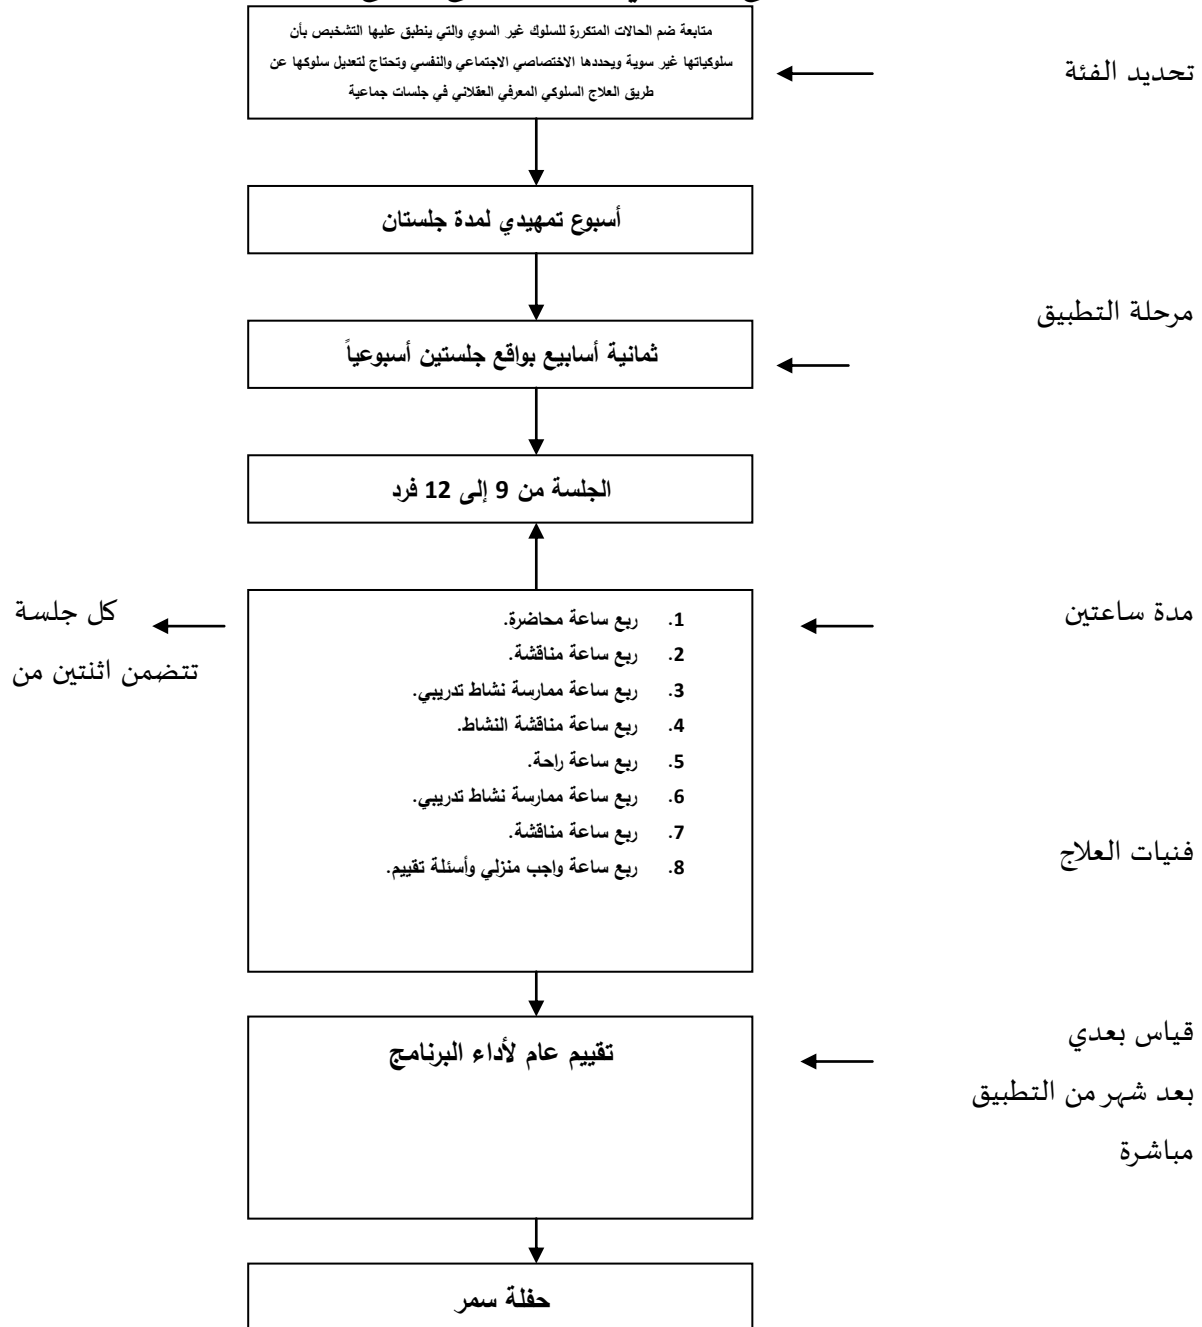 متابعة ضم الحالات المتكررة للسلوك غير السوي والتي ينطبق عليها التشخيص بأن
سلوكياتها غير سوية ويحددها الاختصاصي الاجتماعي والنفسي وتحتاج لتعديل سلوكها عن
طريق العلاج السلوكي المعرفي العقلاني في جلسات جماعية
تحديد الفئة
أسبوع تمهيدي لمدة جلستان
مرحلة التطبيق
ثمانية أسابيع بواقع جلستين أسبوعياً
الجلسة من 9 إلى 12 فرد
مدة ساعتين
1. ربع ساعة محاضرة.
2. ربع ساعة مناقشة.
3. ربع ساعة ممارسة نشاط تدريبي.
4. ربع ساعة مناقشة النشاط.
5. ربع ساعة راحة.
6. ربع ساعة ممارسة نشاط تدريبي.
7. ربع ساعة مناقشة.
8. ربع ساعة واجب منزلي وأسئلة تقييم.
كل جلسة
تتضمن اثنتين من
فنيات العلاج
قياس بعدي
بعد شهر من التطبيق
مباشرة
تقييم عام لأداء البرنامج
حفلة سمر